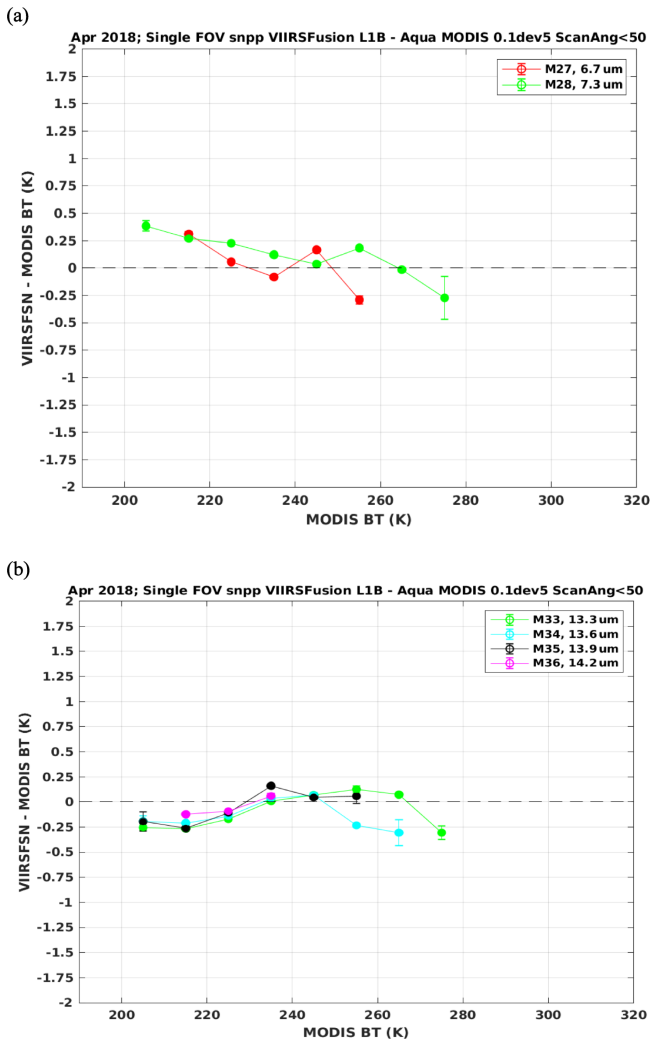 (a)
Apr 2018; Single FOV snpp VIIRSFusion L1B - Aqua MODIS 0.1dev5 ScanAng<50
2
1.75
1.5
1.25
1
0.75
0.5
0.25
0
-0.25
-0.5
-0.75
-1
-1.25
-1.5
-1.75
-2
VIIRSFSN - MODIS BT (K)
M27, 6.7 um
M28, 7.3 um
200 220 240 260 280 300 320
MODIS BT (K)
(b)
Apr 2018; Single FOV snpp VIIRSFusion L1B - Aqua MODIS 0.1dev5 ScanAng<50
2
1.75
1.5
1.25
1
0.75
0.5
0.25
0
-0.25
-0.5
-0.75
-1
-1.25
-1.5
-1.75
-2
VIIRSFSN - MODIS BT (K)
M33, 13.3 um
M34, 13.6 um
M35, 13.9 um
M36, 14.2 um
200 220 240 260 280 300 320
MODIS BT (K)